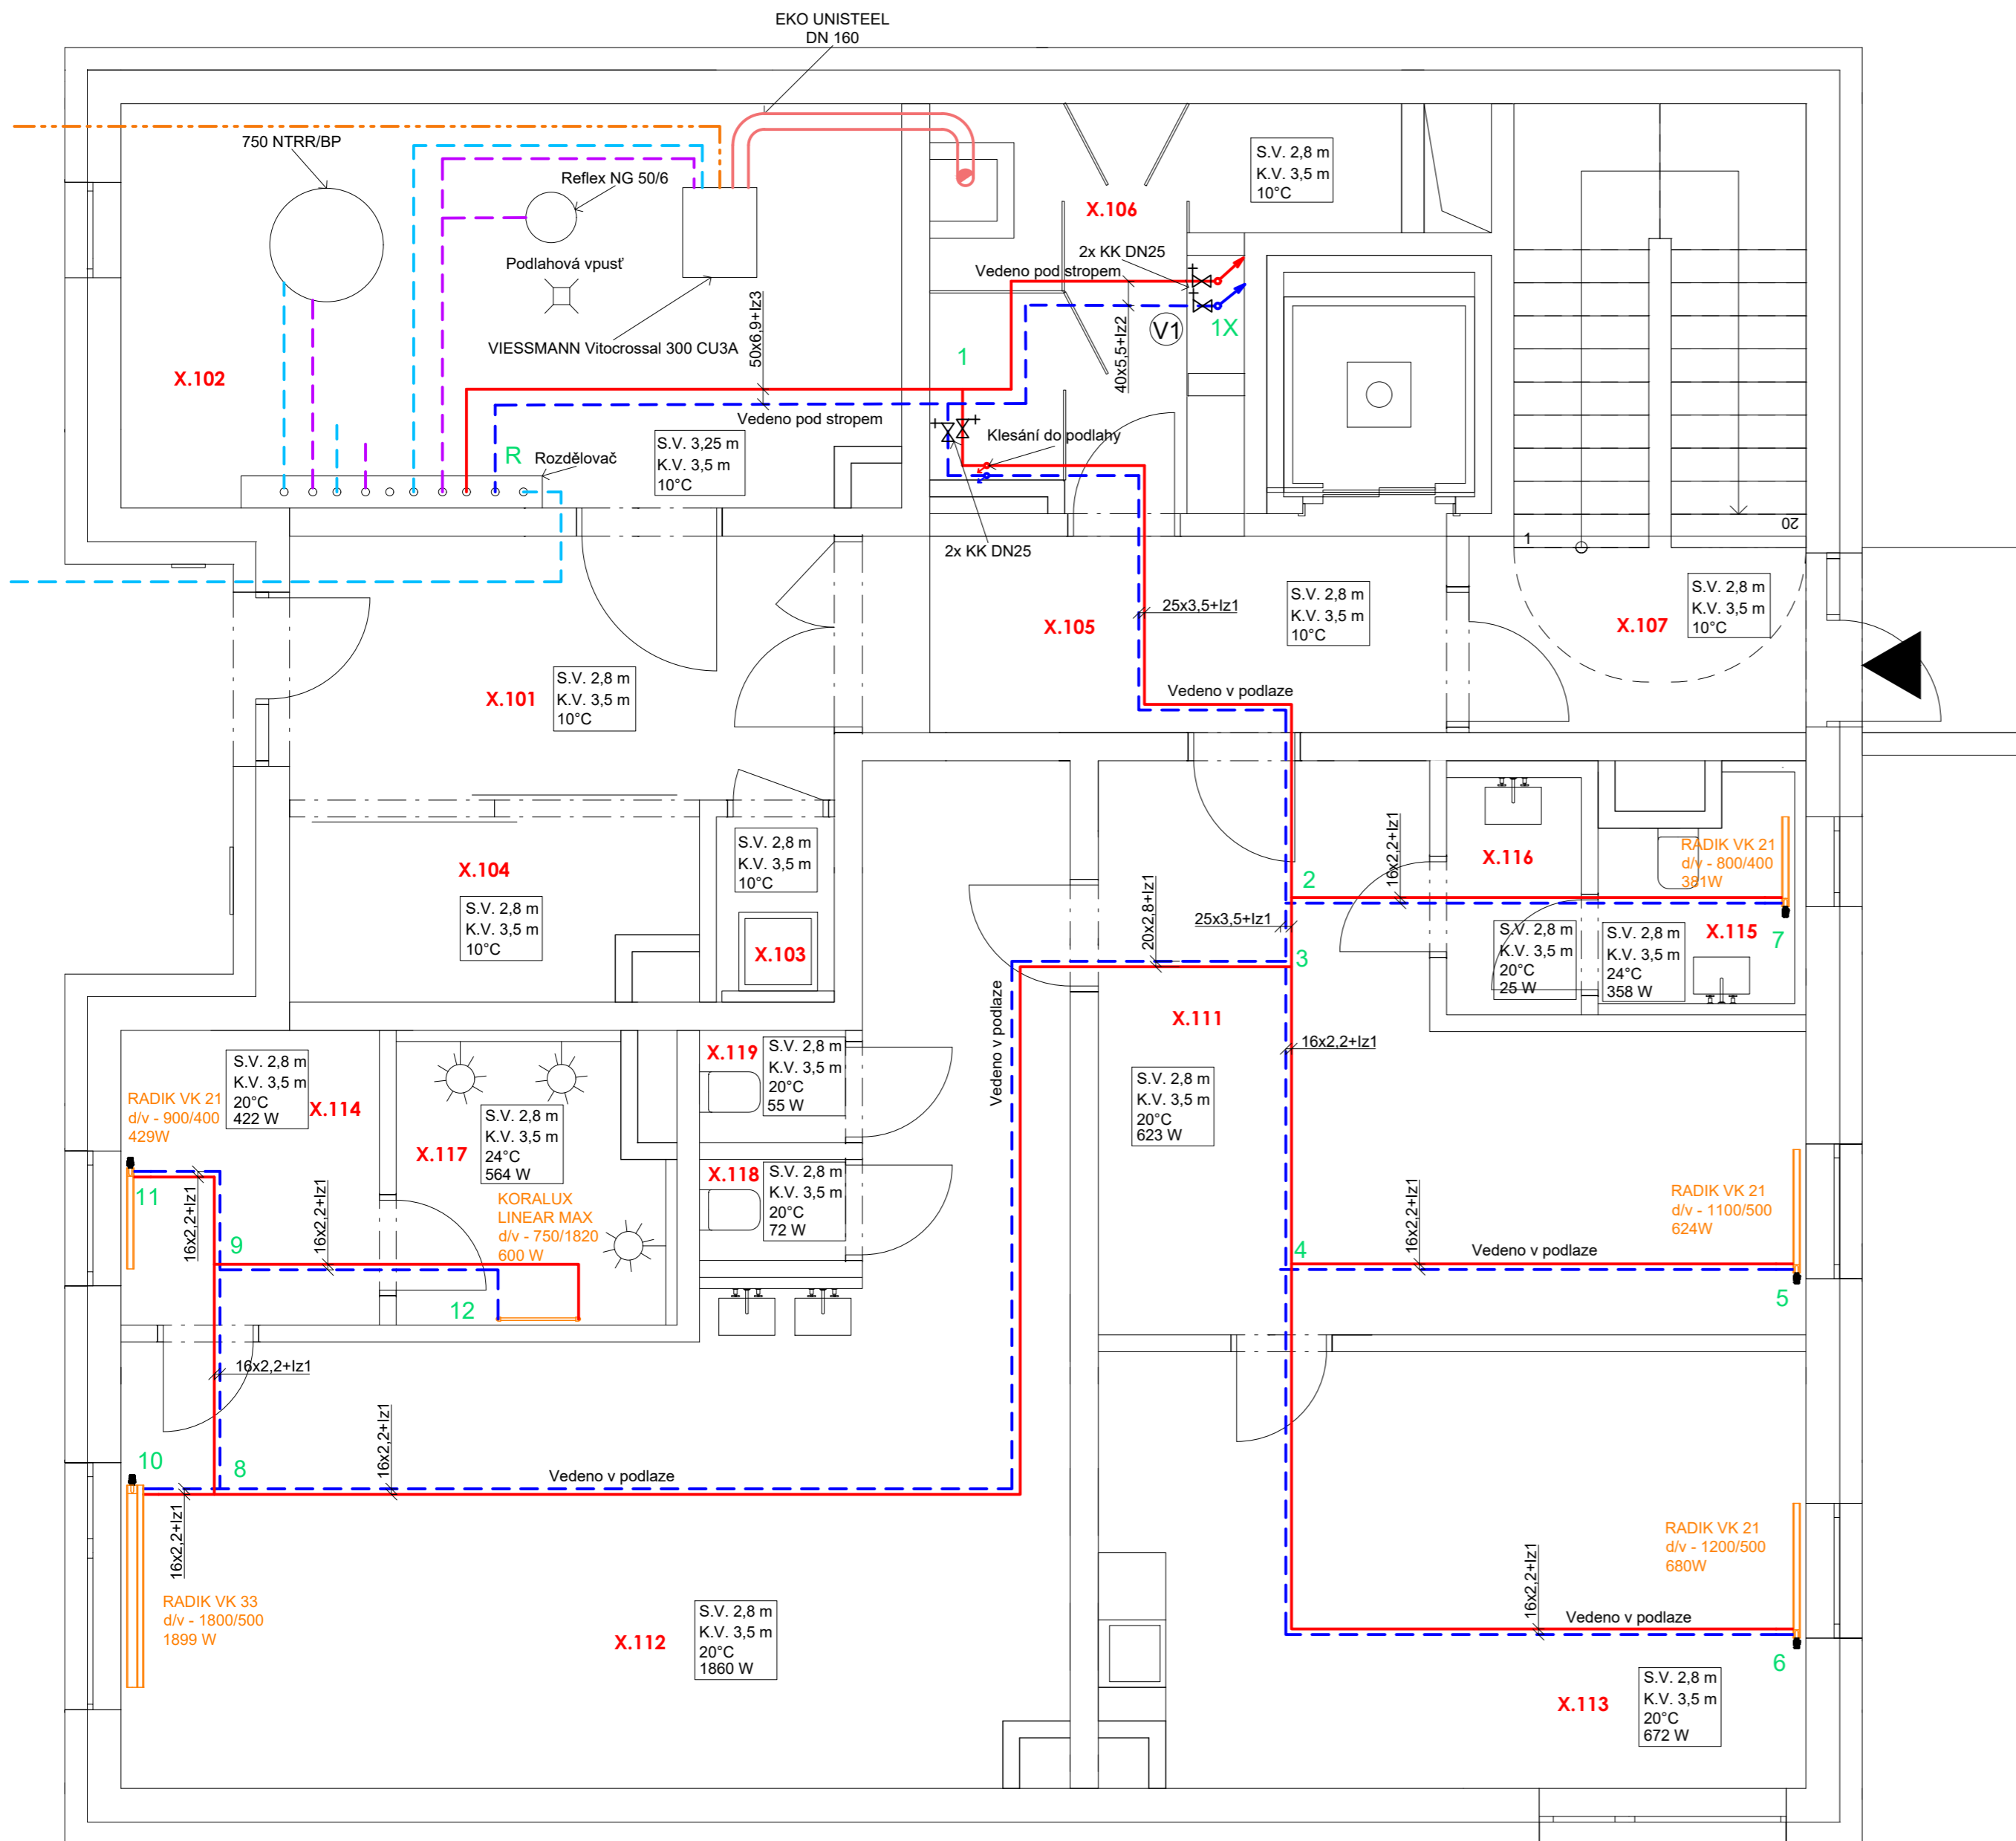 EKO UNISTEEL
DN 160
750 NTRR/BP
Reflex NG 50/6
Podlahová vpusť
VIESSMANN Vitocrossal 300 CU3A
X.102
50x6,9+Iz3
Vedeno pod stropem
R
Rozdělovač
S.V. 3,25 m
K.V. 3,5 m
10°C
S.V. 2,8 m
K.V. 3,5 m
10°C
X.106
2x KK DN25
Vedeno pod stropem
40x5,5+Iz2
V1
1X
1
Klesání do podlahy
2x KK DN25
1
20
X.105
25x3,5+Iz1
S.V. 2,8 m
K.V. 3,5 m
10°C
X.107
S.V. 2,8 m
K.V. 3,5 m
10°C
X.101
S.V. 2,8 m
K.V. 3,5 m
10°C
Vedeno v podlaze
X.104
S.V. 2,8 m
K.V. 3,5 m
10°C
S.V. 2,8 m
K.V. 3,5 m
10°C
X.103
2
16x2,2+Iz1
X.116
RADIK VK 21
d/v - 800/400
381W
20x2,8+Iz1
25x3,5+Iz1
S.V. 2,8 m
K.V. 3,5 m
20°C
25 W
S.V. 2,8 m
K.V. 3,5 m
24°C
358 W
X.115
7
3
Vedeno v podlaze
X.111
16x2,2+Iz1
S.V. 2,8 m
K.V. 3,5 m
20°C
623 W
S.V. 2,8 m
K.V. 3,5 m
20°C
422 W
X.114
RADIK VK 21
d/v - 900/400
429W
X.119
S.V. 2,8 m
K.V. 3,5 m
20°C
55 W
S.V. 2,8 m
K.V. 3,5 m
24°C
564 W
X.117
X.118
S.V. 2,8 m
K.V. 3,5 m
20°C
72 W
11
16x2,2+Iz1
9
16x2,2+Iz1
KORALUX
LINEAR MAX
d/v - 750/1820
600 W
12
RADIK VK 21
d/v - 1100/500
624W
4
16x2,2+Iz1
Vedeno v podlaze
5
16x2,2+Iz1
10
8
16x2,2+Iz1
Vedeno v podlaze
16x2,2+Iz1
RADIK VK 33
d/v - 1800/500
1899 W
X.112
S.V. 2,8 m
K.V. 3,5 m
20°C
1860 W
RADIK VK 21
d/v - 1200/500
680W
16x2,2+Iz1
Vedeno v podlaze
6
X.113
S.V. 2,8 m
K.V. 3,5 m
20°C
672 W